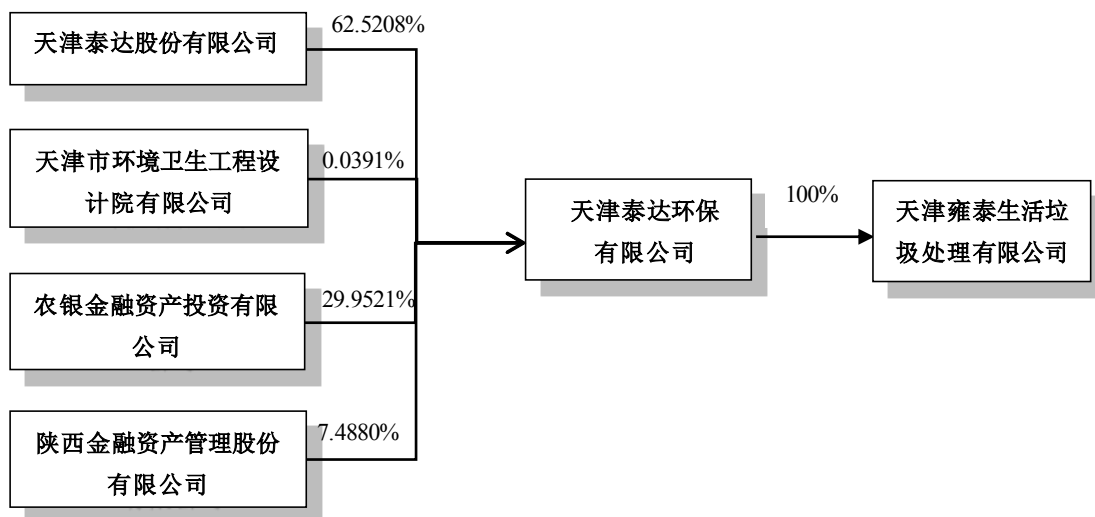 天津泰达股份有限公司
62.5208%
天津市环境卫生工程设
计院有限公司
0.0391%
农银金融资产投资有限
公司
29.9521%
陕西金融资产管理股份
有限公司
7.4880%
天津泰达环保
有限公司
100%
天津雍泰生活垃
圾处理有限公司